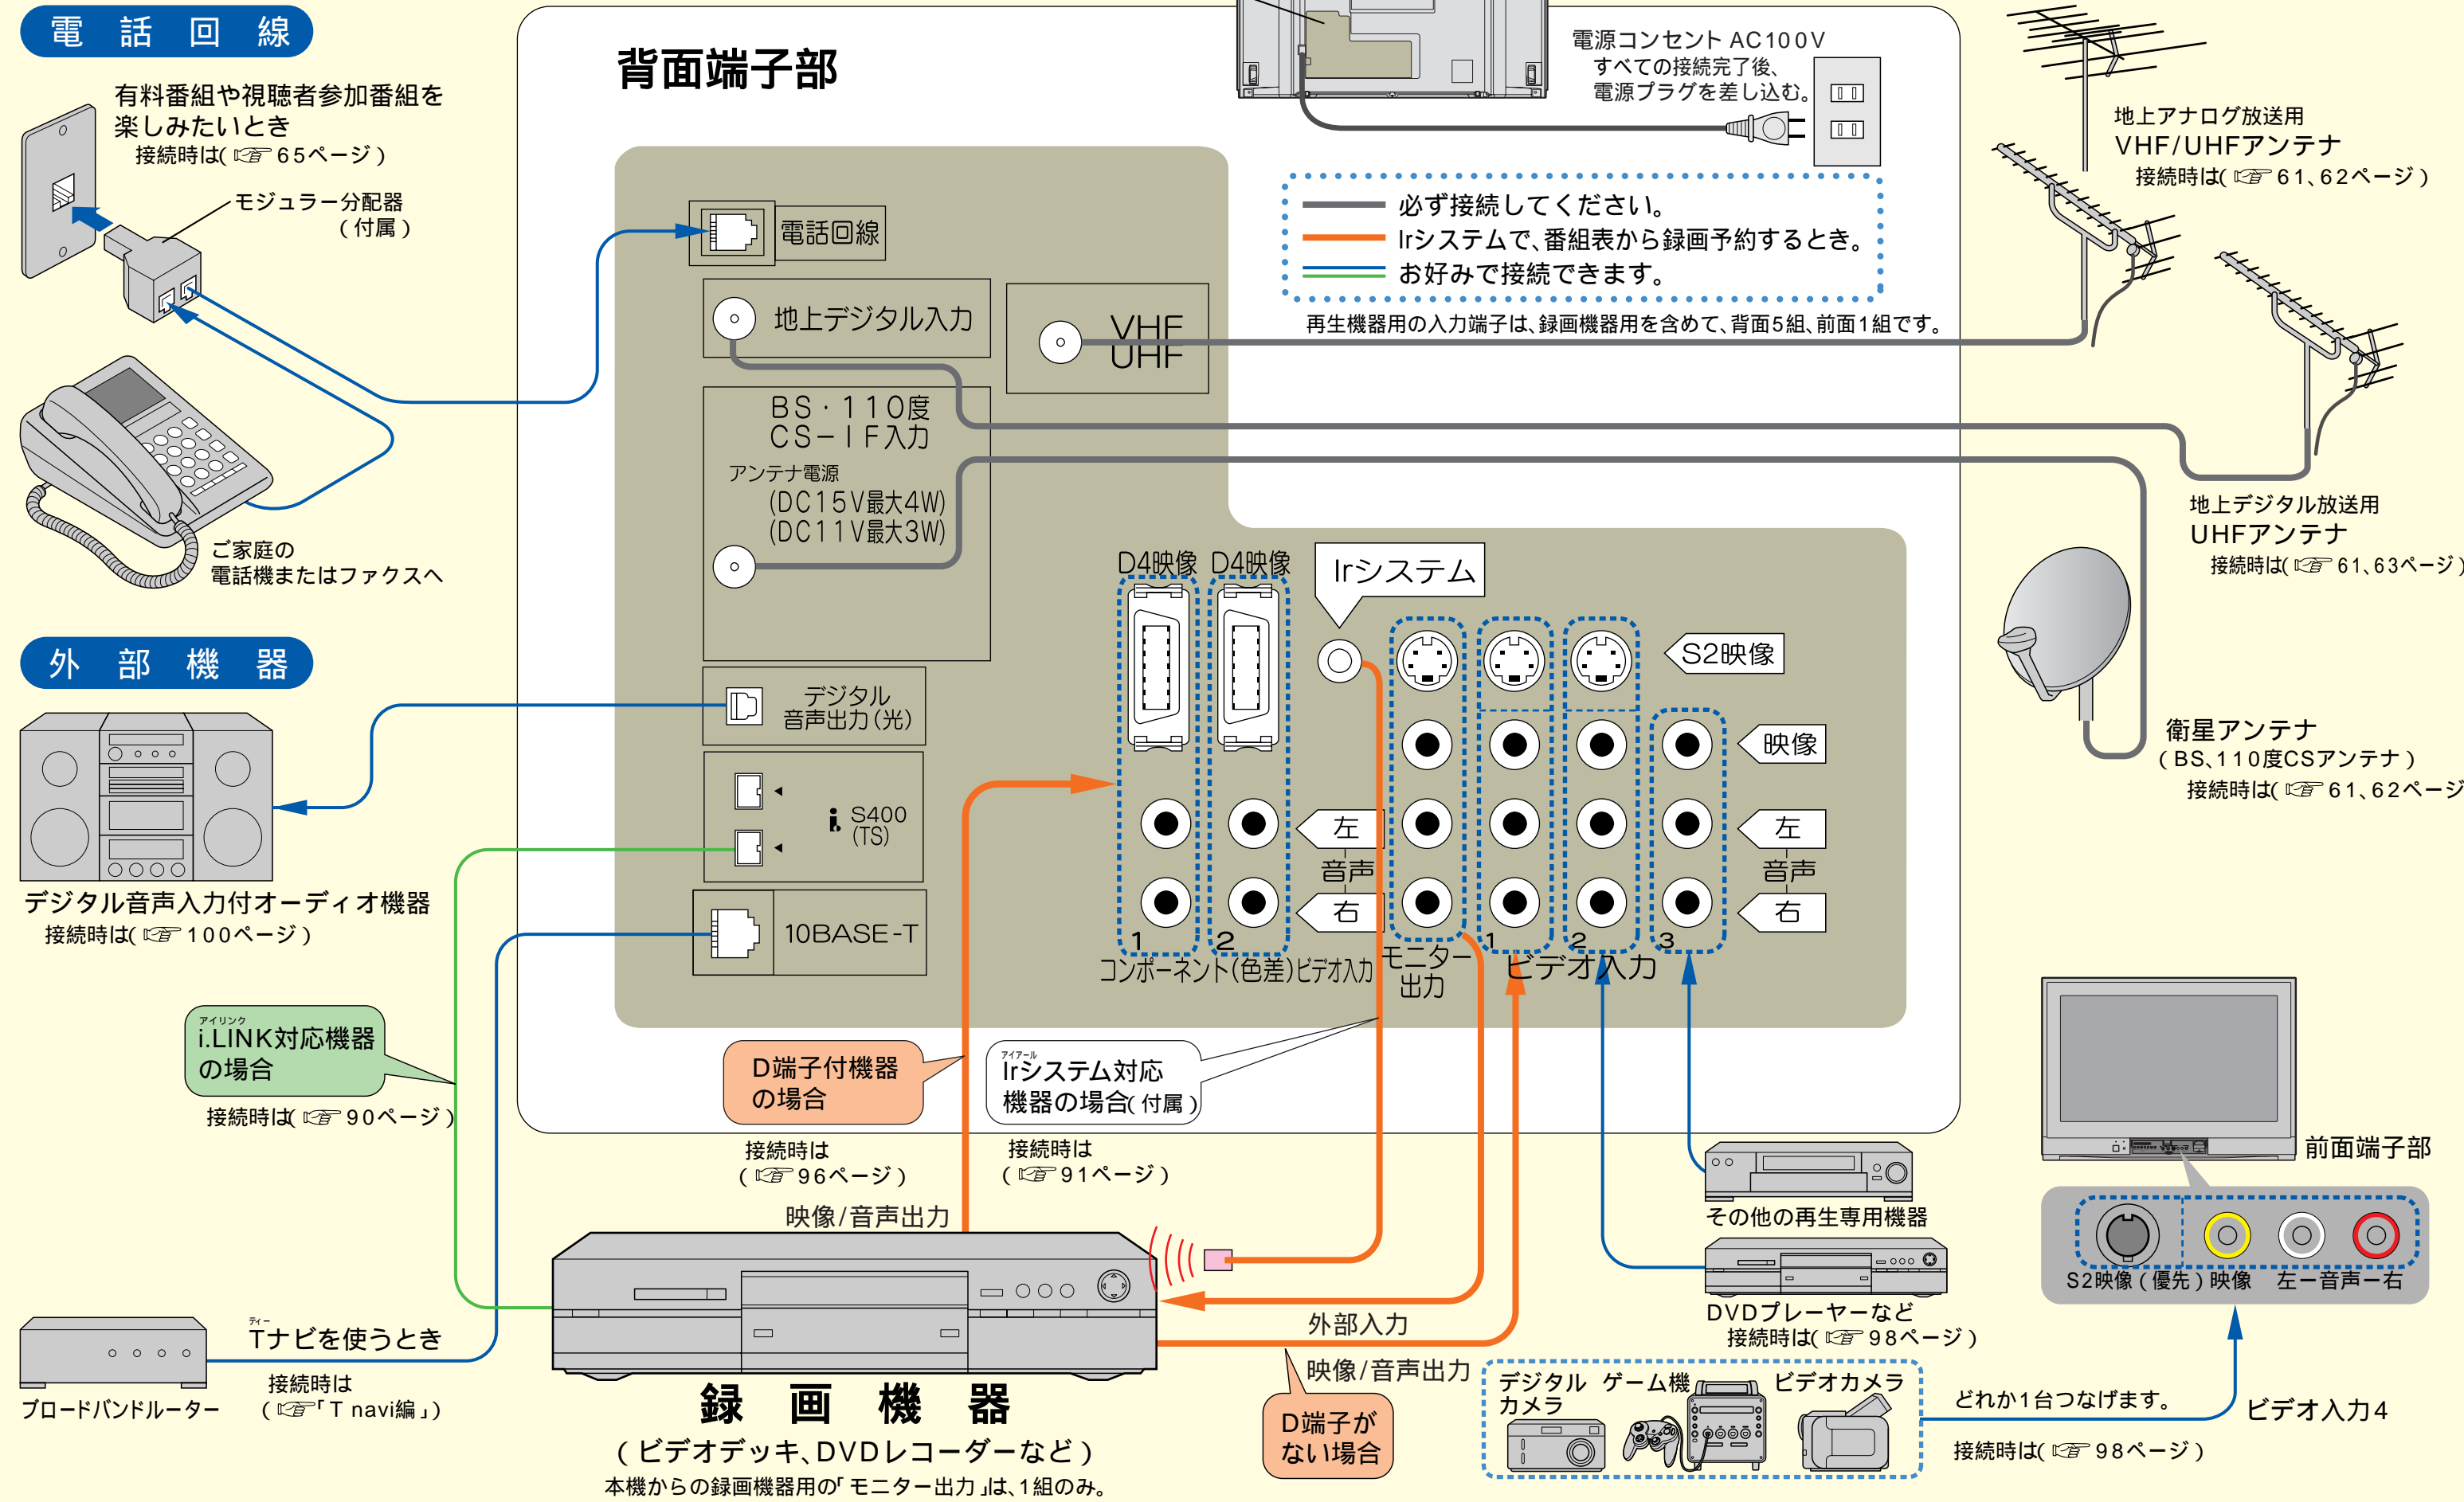 電話回線
有料番組や視聴者参加番組を
楽しみたいとき
接続時は(☞65ページ)
モジュラー分配器
(付属)
ご家庭の
電話機またはファクスへ
外部機器
デジタル音声入力付オーディオ機器
接続時は(☞100ページ)
アイリンク
i.LINK対応機器
の場合
接続時は(☞90ページ)
ティー
Tナビを使うとき
接続時は
(☞「T navi編」)
ブロードバンドルーター
背面端子部
電源コンセント AC100V
すべての接続完了後、
電源プラグを差し込む。
必ず接続してください。
Irシステムで、番組表から録画予約するとき。
お好みで接続できます。
再生機器用の入力端子は、録画機器用を含めて、背面5組、前面1組です。
電話回線
地上デジタル入力
VHF
UHF
BS・110度
CS-IF入力
アンテナ電源
(DC15V最大4W)
(DC11V最大3W)
デジタル
音声出力(光)
i. S400
(TS)
10BASE-T
D4映像 D4映像
Irシステム
S2映像
映像
左 左
音声 音声
右 右
1 2 1 2 3
コンポーネント(色差)ビデオ入力
モニター
出力
ビデオ入力
D端子付機器
の場合
接続時は
(☞96ページ)
アイアール
Irシステム対応
機器の場合(付属)
接続時は
(☞91ページ)
映像/音声出力
外部入力
映像/音声出力
D端子が
ない場合
録画機器
(ビデオデッキ、DVDレコーダーなど)
本機からの録画機器用の「モニター出力」は、1組のみ。
地上アナログ放送用
VHF/UHFアンテナ
接続時は(☞61、62ページ)
地上デジタル放送用
UHFアンテナ
接続時は(☞61、63ページ)
衛星アンテナ
(BS、110度CSアンテナ)
接続時は(☞61、62ページ
その他の再生専用機器
DVDプレーヤーなど
接続時は(☞98ページ)
デジタル
カメラ
ゲーム機
ビデオカメラ
どれか1台つなげます。
接続時は(☞98ページ)
前面端子部
S2映像(優先)映像 左ー音声ー右
ビデオ入力4